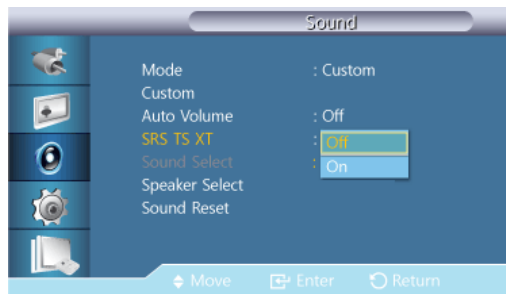 Sound
Mode : Custom
Custom
Auto Volume : Off
SRS TS XT : Off
Sound Select : On
Speaker Select
Sound Reset
Move Enter Return